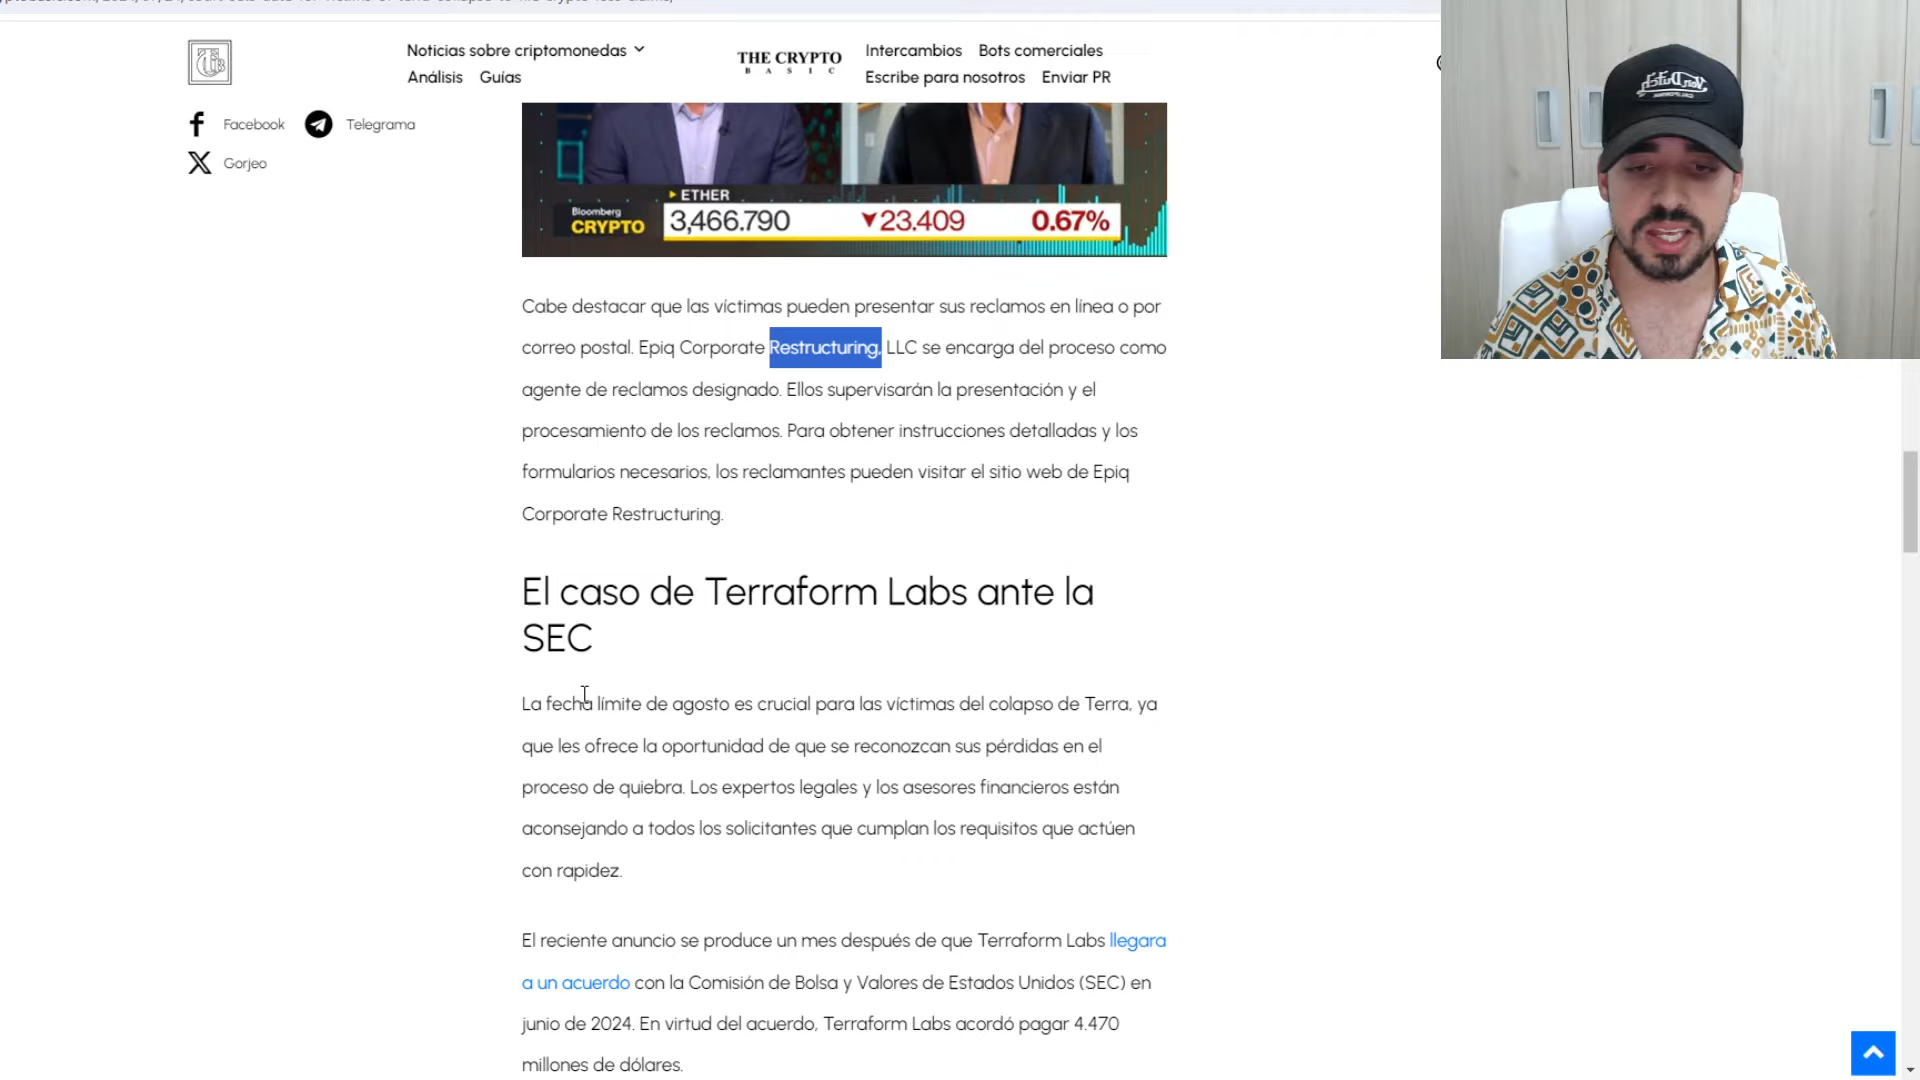 Noticias sobre criptomonedas
Análisis Guías
THE CRYPTO
BASIC
Intercambios Bots comerciales
Escribe para nosotros Enviar PR
Facebook Telegrama
Gorjeo
ETHER
Bloomberg
CRYPTO
3,466.790 23.409 0.67%
Cabe destacar que las víctimas pueden presentar sus reclamos en línea o por
correo postal. Epiq Corporate Restructuring, LLC se encarga del proceso como
agente de reclamos designado. Ellos supervisarán la presentación y el
procesamiento de los reclamos. Para obtener instrucciones detalladas y los
formularios necesarios, los reclamantes pueden visitar el sitio web de Epiq
Corporate Restructuring.
El caso de Terraform Labs ante la
SEC
La fecha límite de agosto es crucial para las víctimas del colapso de Terra, ya
que les ofrece la oportunidad de que se reconozcan sus pérdidas en el
proceso de quiebra. Los expertos legales y los asesores financieros están
aconsejando a todos los solicitantes que cumplan los requisitos que actúen
con rapidez.
El reciente anuncio se produce un mes después de que Terraform Labs llegara
a un acuerdo con la Comisión de Bolsa y Valores de Estados Unidos (SEC) en
junio de 2024. En virtud del acuerdo, Terraform Labs acordó pagar 4.470
millones de dólares.